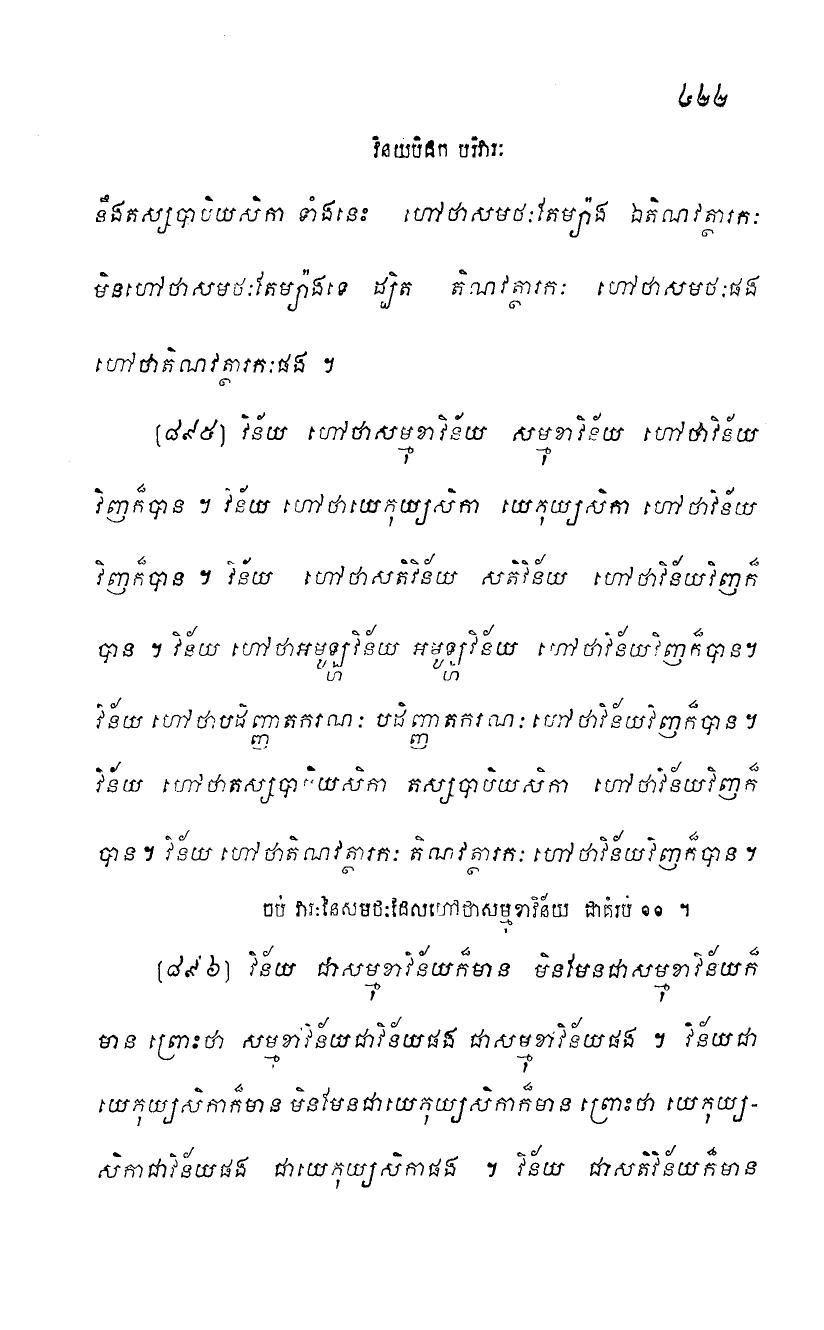 ៤២២
វិនយបិដក បរិវារៈ
នឹងតស្សបាបិយសិកា ទាំងនេះ ហៅថាសមថៈតែម្យ៉ាង ឯតិណវត្ថារកៈ
មិនហៅថាសមថៈតែម្យ៉ាងទេ ដ្បិត តិណវត្ថារកៈ ហៅថាសមថៈផង
ហៅថាតិណវត្ថារកៈផង ។
[៨៩៥] វិន័យ ហៅថាសម្មុខាវិន័យ សម្មុខាវិន័យ ហៅថាវិន័យ
វិញក៏បាន ។ វិន័យ ហៅថាយេភុយ្យសិកា យេភុយ្យសិកា ហៅថាវិន័យ
វិញក៏បាន ។ វិន័យ ហៅថាសតិវិន័យ សតិវិន័យ ហៅថាវិន័យវិញក៏
បាន ។ វិន័យ ហៅថាអមូឡ្ហវិន័យ អមូឡ្ហវិន័យ ហៅថាវិន័យវិញក៏បាន។
វិន័យ ហៅថាបដិញ្ញាតករណៈ បដិញ្ញាតករណៈ ហៅថាវិន័យវិញក៏បាន ។
វិន័យ ហៅថាតស្សបាបិយសិកា តស្សបាបិយសិកា ហៅថាវិន័យវិញក៏
បាន។ វិន័យ ហៅថាតិណវត្ថារកៈ តិណវត្ថារកៈ ហៅថាវិន័យវិញក៏បាន ។
ចប់ វារៈនៃសមថៈដែលហៅថាសម្មុខាវិន័យ ជាគំរប់ ១១ ។
[៨៩៦] វិន័យ ជាសម្មុខាវិន័យក៏មាន មិនមែនជាសម្មុខាវិន័យក៏
មាន ព្រោះថា សម្មុខាវិន័យជាវិន័យផង ជាសម្មុខាវិន័យផង ។ វិន័យជា
យេភុយ្យសិកាក៏មាន មិនមែនជាយេភុយ្យសិកាក៏មាន ព្រោះថា យេភុយ្យ-
សិកាជាវិន័យផង ជាយេភុយ្យសិកាផង ។ វិន័យ ជាសតិវិន័យក៏មាន